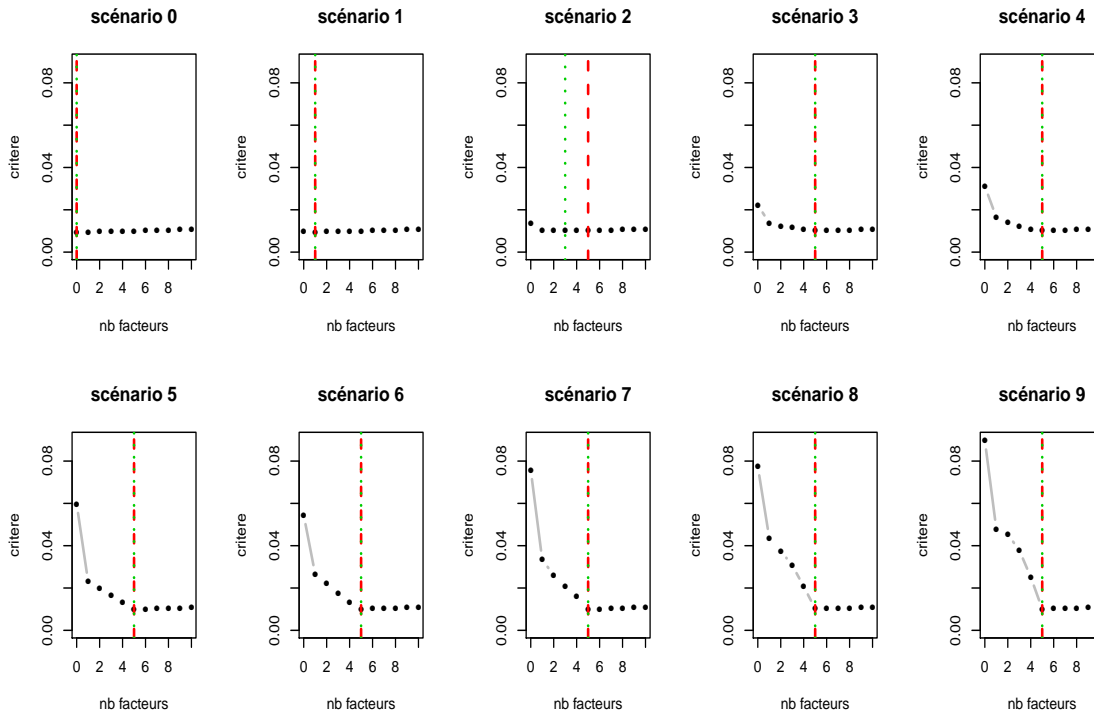 scénario 0
scénario 1
scénario 2
scénario 3
scénario 4
critere
0.00 0.04 0.08
0 2 4 6 8
nb facteurs
critere
0.00 0.04 0.08
0 2 4 6 8
nb facteurs
critere
0.00 0.04 0.08
0 2 4 6 8
nb facteurs
critere
0.00 0.04 0.08
0 2 4 6 8
nb facteurs
critere
0.00 0.04 0.08
0 2 4 6 8
nb facteurs
scénario 5
scénario 6
scénario 7
scénario 8
scénario 9
critere
0.00 0.04 0.08
0 2 4 6 8
nb facteurs
critere
0.00 0.04 0.08
0 2 4 6 8
nb facteurs
critere
0.00 0.04 0.08
0 2 4 6 8
nb facteurs
critere
0.00 0.04 0.08
0 2 4 6 8
nb facteurs
critere
0.00 0.04 0.08
0 2 4 6 8
nb facteurs